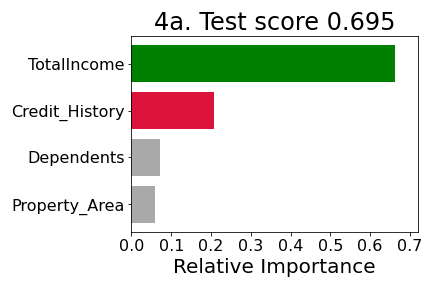 4a. Test score 0.695
TotalIncome
Credit_History
Dependents
Property_Area
0.0 0.1 0.2 0.3 0.4 0.5 0.6 0.7
Relative Importance